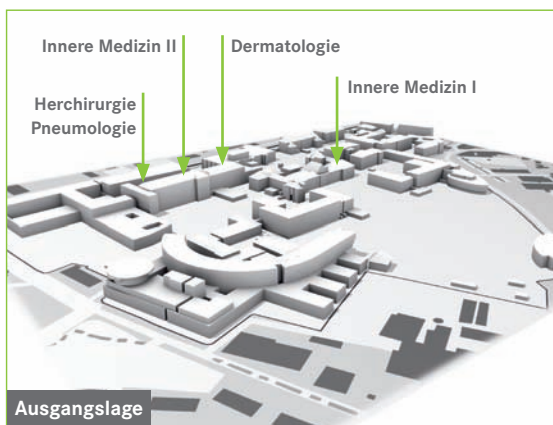 Innere Medizin II
Dermatologie
Innere Medizin I
Herchirurgie
Pneumologie
Ausgangslage